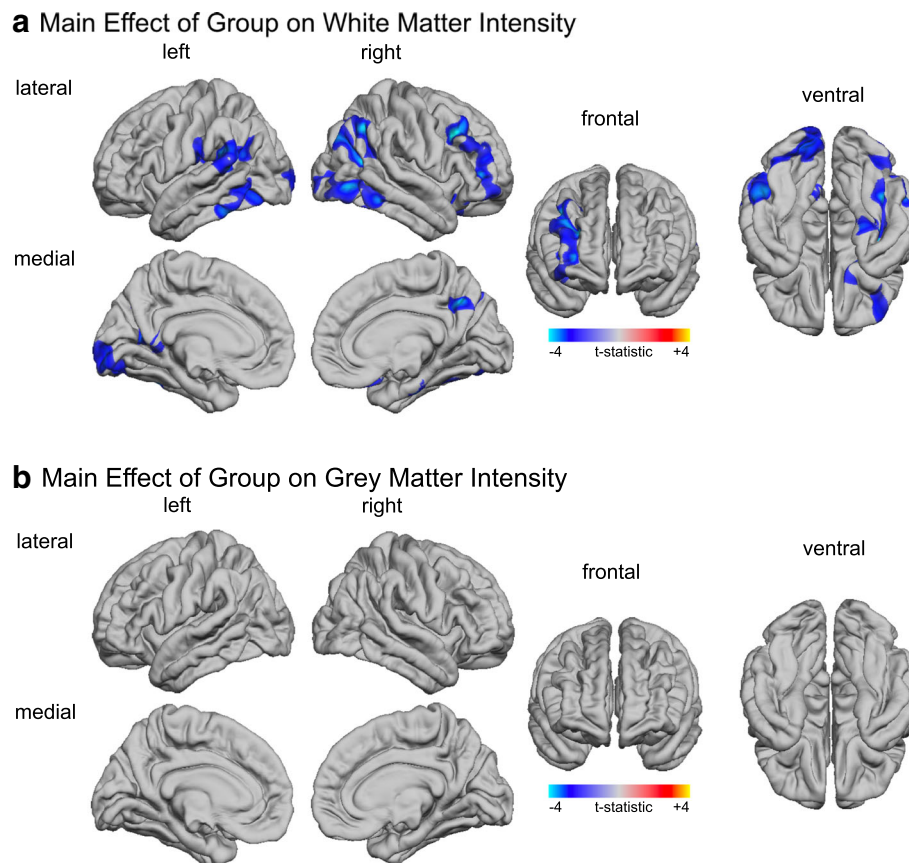 a Main Effect of Group on White Matter Intensity
left right
lateral
ventral
frontal
medial
-4 t-statistic +4
b Main Effect of Group on Grey Matter Intensity
left right
lateral
ventral
frontal
medial
-4 t-statistic +4